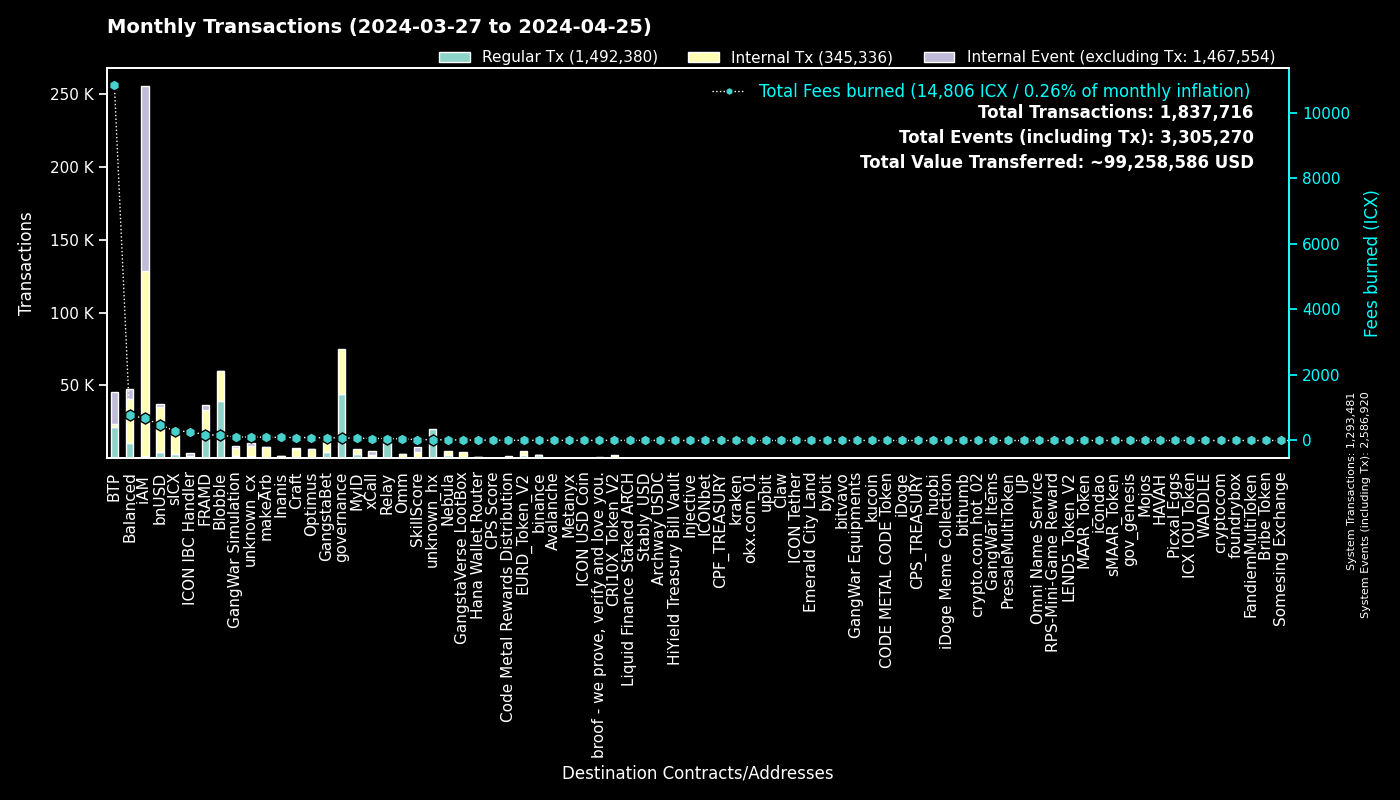 Monthly Transactions (2024-03-27 to 2024-04-25)
Regular Tx (1,492,380)
Internal Tx (345,336)
Internal Event (excluding Tx: 1,467,554)
Total Fees burned (14,806 ICX / 0.26% of monthly inflation)
Total Transactions: 1,837,716
Total Events (including Tx): 3,305,270
Total Value Transferred: ~99,258,586 USD
Transactions
250 K
200 K
150 K
100 K
50 K
10000
8000
6000
4000
2000
0
Fees burned (ICX)
System Transactions: 1,293,481
System Events (including Tx): 2,586,920
BTP
Balanced
iAM
bnUSD
sICX
ICON IBC Handler
FRAMD
Blobble
GangWar Simulation
unknown_cx
makeArb
Inanis
Craft
Optimus
GangstaBet
governance
MyID
xCall
Relay
Omm
SkillScore
unknown_hx
Nebula
GangstaVerse LootBox
Hana Wallet Router
CPS Score
Code Metal Rewards Distribution
EURD_Token_V2
binance
Avalanche
Metanyx
ICON USD Coin
broof - we prove, verify and love you.
CRI10X_Token_V2
Liquid Finance Staked ARCH
Stably_USD
Archway USDC
HiYield Treasury Bill Vault
Injective
ICONbet
CPF_TREASURY
kraken
okx.com_01
upbit
Claw
ICON Tether
Emerald City Land
bybit
bitvavo
GangWar Equipments
kucoin
CODE METAL CODE Token
iDoge
CPS_TREASURY
huobi
iDoge Meme Collection
bithumb
crypto.com_hot_02
GangWar Items
PresaleMultiToken
UP
Omni Name Service
RPS-Mini-Game Reward
LEND5_Token_V2
MAAR_Token
icondao
sMAAR_Token
gov_genesis
Mojos
HAVAH
Picxal Eggs
ICX IOU Token
WADDLE
cryptocom
foundrybox
FandiemMultiToken
Bribe Token
Somesing Exchange
Destination Contracts/Addresses